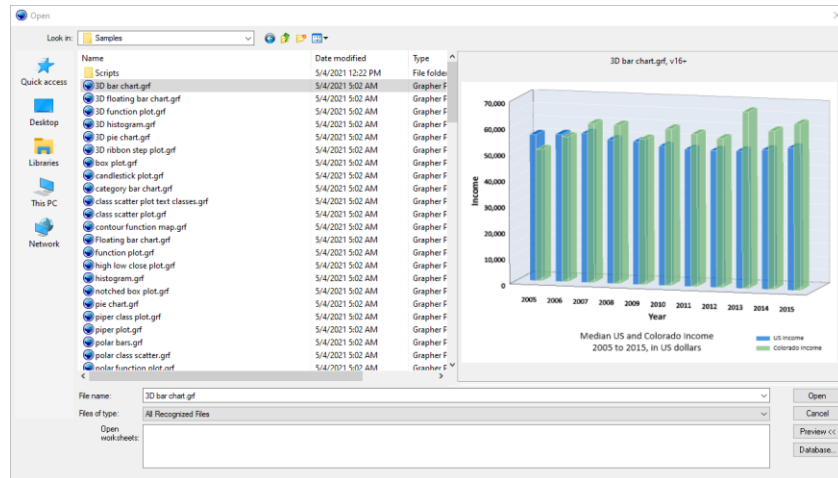 Open
Look in: Samples
Quick access
Desktop
Libraries
This PC
Network
Name Date modified Type
Scripts 5/4/2021 12:22 PM File folde
3D bar chart.grf 5/4/2021 5:02 AM Grapher F
3D floating bar chart.grf 5/4/2021 5:02 AM Grapher F
3D function plot.grf 5/4/2021 5:02 AM Grapher F
3D histogram.grf 5/4/2021 5:02 AM Grapher F
3D pie chart.grf 5/4/2021 5:02 AM Grapher F
3D ribbon step plot.grf 5/4/2021 5:02 AM Grapher F
box plot.grf 5/4/2021 5:02 AM Grapher F
candlestick plot.grf 5/4/2021 5:02 AM Grapher F
category bar chart.grf 5/4/2021 5:02 AM Grapher F
class scatter plot text classes.grf 5/4/2021 5:02 AM Grapher F
class scatter plot.grf 5/4/2021 5:02 AM Grapher F
contour function map.grf 5/4/2021 5:02 AM Grapher F
Floating bar chart.grf 5/4/2021 5:02 AM Grapher F
function plot.grf 5/4/2021 5:02 AM Grapher F
high low close plot.grf 5/4/2021 5:02 AM Grapher F
histogram.grf 5/4/2021 5:02 AM Grapher F
notched box plot.grf 5/4/2021 5:02 AM Grapher F
pie chart.grf 5/4/2021 5:02 AM Grapher F
piper class plot.grf 5/4/2021 5:02 AM Grapher F
piper plot.grf 5/4/2021 5:02 AM Grapher F
polar bars.grf 5/4/2021 5:02 AM Grapher F
polar class scatter.grf 5/4/2021 5:02 AM Grapher F
polar function plot.grf 5/4/2021 5:02 AM Grapher F
3D bar chart.grf, v16+
70,000
60,000
50,000
40,000
30,000
20,000
10,000
0
Income
2005 2006 2007 2008 2009 2010 2011 2012 2013 2014 2015
Year
Median US and Colorado Income
2005 to 2015, in US dollars
US Income
Colorado Income
File name: 3D bar chart.grf Open
Files of type: All Recognized Files Cancel
Open
worksheets:
Preview <<
Database...